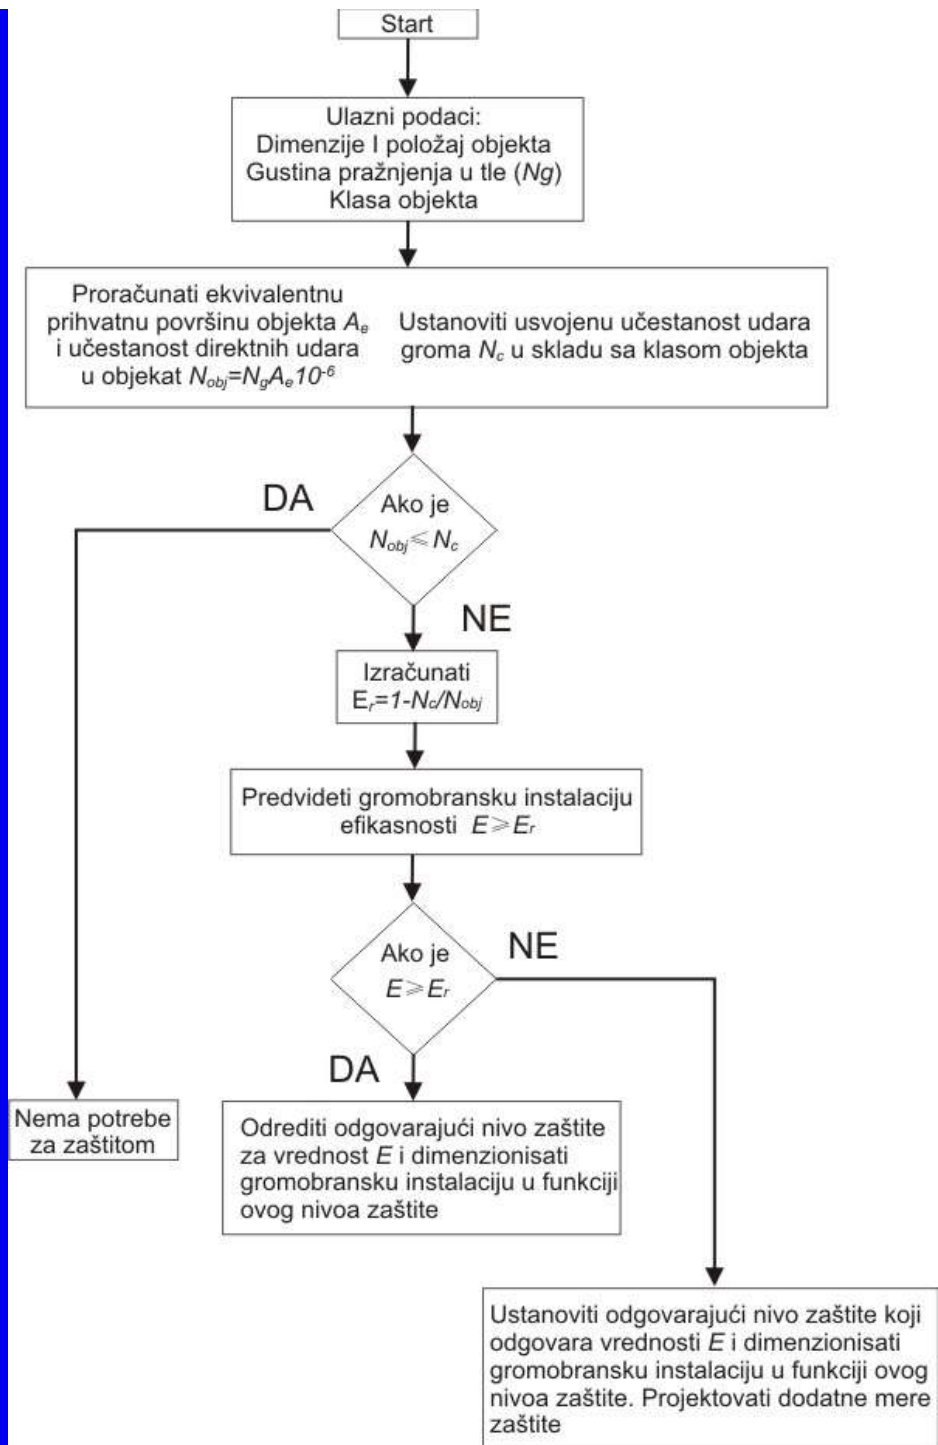 Start
Ulazni podaci:
Dimenzije I položaj objekta
Gustina pražnjenja u tle (Ng)
Klasa objekta
Proračunati ekvivalentnu
prihvatnu površinu objekta Ae
i učestanost direktnih udara
u objekat Nobj=NgAe10-6
Ustanoviti usvojenu učestanost udara
groma Nc u skladu sa klasom objekta
DA
Ako je
Nobj⩽Nc
NE
Izračunati
Er=1-Nc/Nobj
Predvideti gromobransku instalaciju
efikasnosti E⩾Er
Ako je
E⩾Er
NE
DA
Nema potrebe
za zaštitom
Odrediti odgovarajući nivo zaštite
za vrednost E i dimenzionisati
gromobransku instalaciju u funkciji
ovog nivoa zaštite
Ustanoviti odgovarajući nivo zaštite koji
odgovara vrednosti E i dimenzionisati
gromobransku instalaciju u funkciji ovog
nivoa zaštite. Projektovati dodatne mere
zaštite